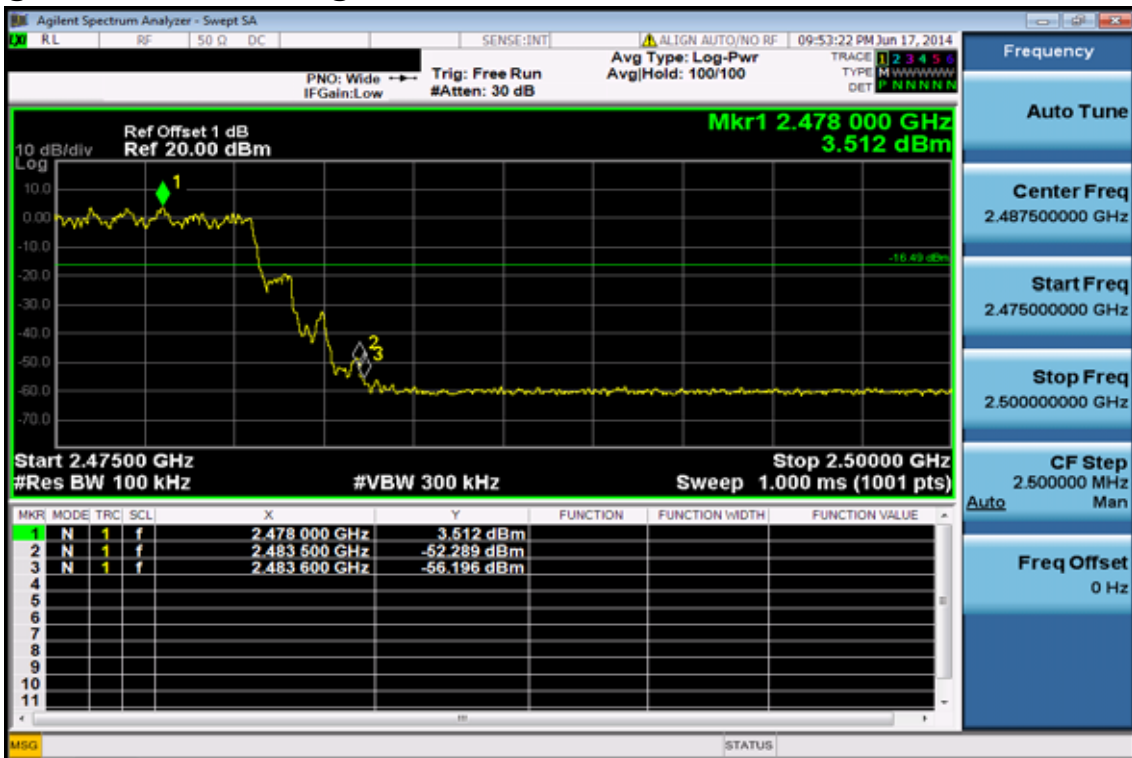 Agilent Spectrum Analyzer - Swept SA
RL RF 50 Ω DC SENSE:INT ALIGN AUTO/NO RF 09:53:22 PM Jun 17, 2014
PNO: Wide
IFGain:Low
Trig: Free Run
#Atten: 30 dB
Avg Type: Log-Pwr
Avg|Hold: 100/100
TRACE 1 2 3 4 5 6
TYPE M W W W W W
DET P N N N N N
Mkr1 2.478 000 GHz
3.512 dBm
Ref Offset 1 dB
10 dB/div Ref 20.00 dBm
Log
10.0
0.00
-10.0
-20.0
-30.0
-40.0
-50.0
-60.0
-70.0
1
2
3
-16.49 dBm
Start 2.47500 GHz Stop 2.50000 GHz
#Res BW 100 kHz #VBW 300 kHz Sweep 1.000 ms (1001 pts)
MKR MODE TRC SCL X Y FUNCTION FUNCTION WIDTH FUNCTION VALUE
1 N 1 f 2.478 000 GHz 3.512 dBm
2 N 1 f 2.483 500 GHz -52.289 dBm
3 N 1 f 2.483 600 GHz -56.196 dBm
4
5
6
7
8
9
10
11
MSG STATUS
Frequency
Auto Tune
Center Freq
2.487500000 GHz
Start Freq
2.475000000 GHz
Stop Freq
2.500000000 GHz
CF Step
2.500000 MHz
Auto Man
Freq Offset
0 Hz